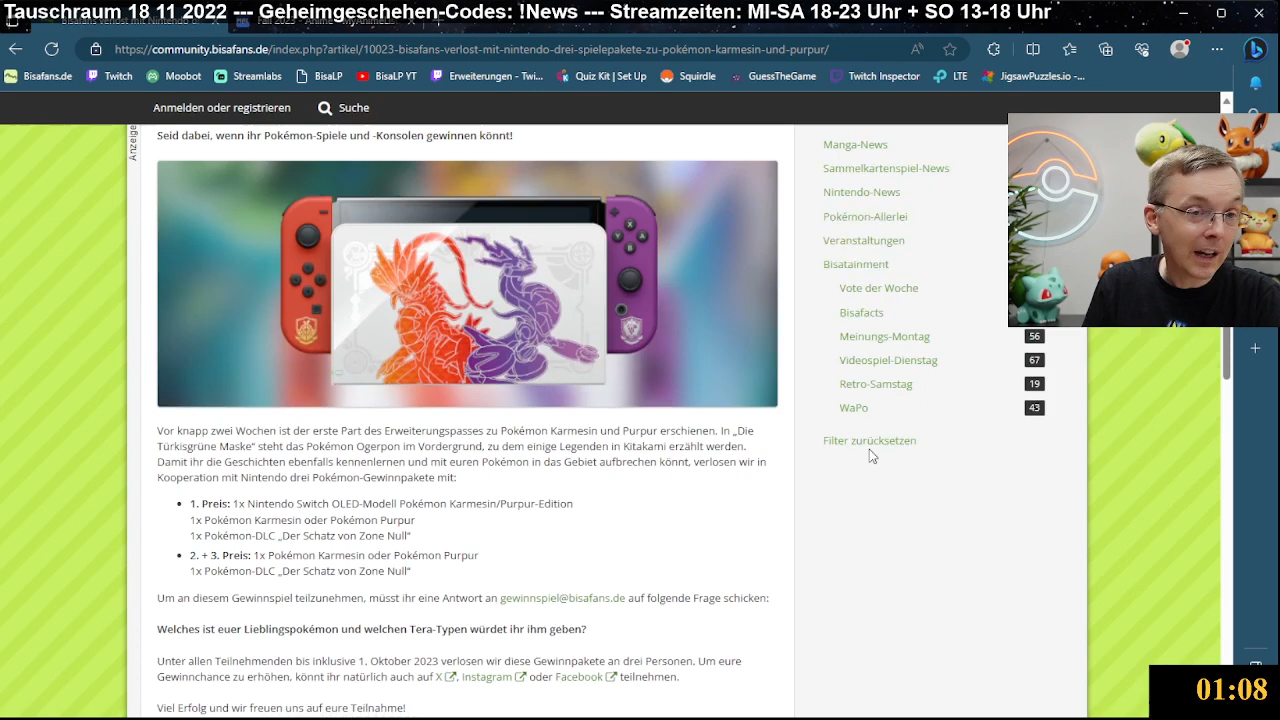 Tauschraum 18 11 2022 --- Geheimgeschehen-Codes: !News --- Streamzeiten: MI-SA 18-23 Uhr + SO 13-18 Uhr
https://community.bisafans.de/index.php?artikel/10023-bisafans-verlost-mit-nintendo-drei-spielepakete-zu-pokémon-karmesin-und-purpur/
Bisafans.de Twitch Moobot Streamlabs BisaLP BisaLP YT Erweiterungen - Twi... Quiz Kit | Set Up Squirdle GuessTheGame Twitch Inspector LTE JigsawPuzzles.io -...
Anmelden oder registrieren Suche
Anzeige
Seid dabei, wenn ihr Pokémon-Spiele und -Konsolen gewinnen könnt!
X
Y A
B
Vor knapp zwei Wochen ist der erste Part des Erweiterungspasses zu Pokémon Karmesin und Purpur erschienen. In „Die
Türkisgrüne Maske“ steht das Pokémon Ogerpon im Vordergrund, zu dem einige Legenden in Kitakami erzählt werden.
Damit ihr die Geschichten ebenfalls kennenlernen und mit euren Pokémon in das Gebiet aufbrechen könnt, verlosen wir in
Kooperation mit Nintendo drei Pokémon-Gewinnpakete mit:
• 1. Preis: 1x Nintendo Switch OLED-Modell Pokémon Karmesin/Purpur-Edition
1x Pokémon Karmesin oder Pokémon Purpur
1x Pokémon-DLC „Der Schatz von Zone Null“
• 2. + 3. Preis: 1x Pokémon Karmesin oder Pokémon Purpur
1x Pokémon-DLC „Der Schatz von Zone Null“
Um an diesem Gewinnspiel teilzunehmen, müsst ihr eine Antwort an gewinnspiel@bisafans.de auf folgende Frage schicken:
Welches ist euer Lieblingspokémon und welchen Tera-Typen würdet ihr ihm geben?
Unter allen Teilnehmenden bis inklusive 1. Oktober 2023 verlosen wir diese Gewinnpakete an drei Personen. Um eure
Gewinnchance zu erhöhen, könnt ihr natürlich auch auf X, Instagram oder Facebook teilnehmen.
Viel Erfolg und wir freuen uns auf eure Teilnahme!
Manga-News
Sammelkartenspiel-News
Nintendo-News
Pokémon-Allerlei
Veranstaltungen
Bisatainment
Vote der Woche
Bisafacts
Meinungs-Montag 56
Videospiel-Dienstag 67
Retro-Samstag 19
WaPo 43
Filter zurücksetzen
01:08